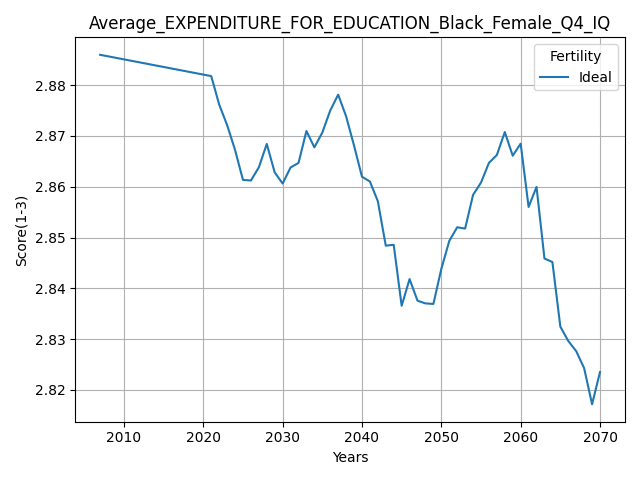 Average_EXPENDITURE_FOR_EDUCATION_Black_Female_Q4_IQ
Fertility
Ideal
2.88
2.87
2.86
2.85
2.84
2.83
2.82
Score(1-3)
2010 2020 2030 2040 2050 2060 2070
Years